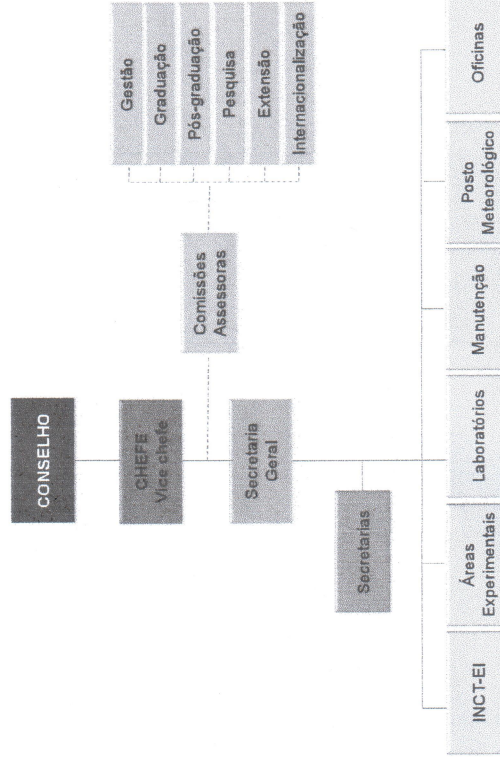 CONSELHO
CHEFE
Vice chefe
Comissões
Assessoras
Gestão
Graduação
Pós-graduação
Pesquisa
Extensão
Internacionalização
Secretaria
Geral
Secretarias
INCT-EI
Áreas
Experimentais
Laboratórios
Manutenção
Posto
Meteorológico
Oficinas